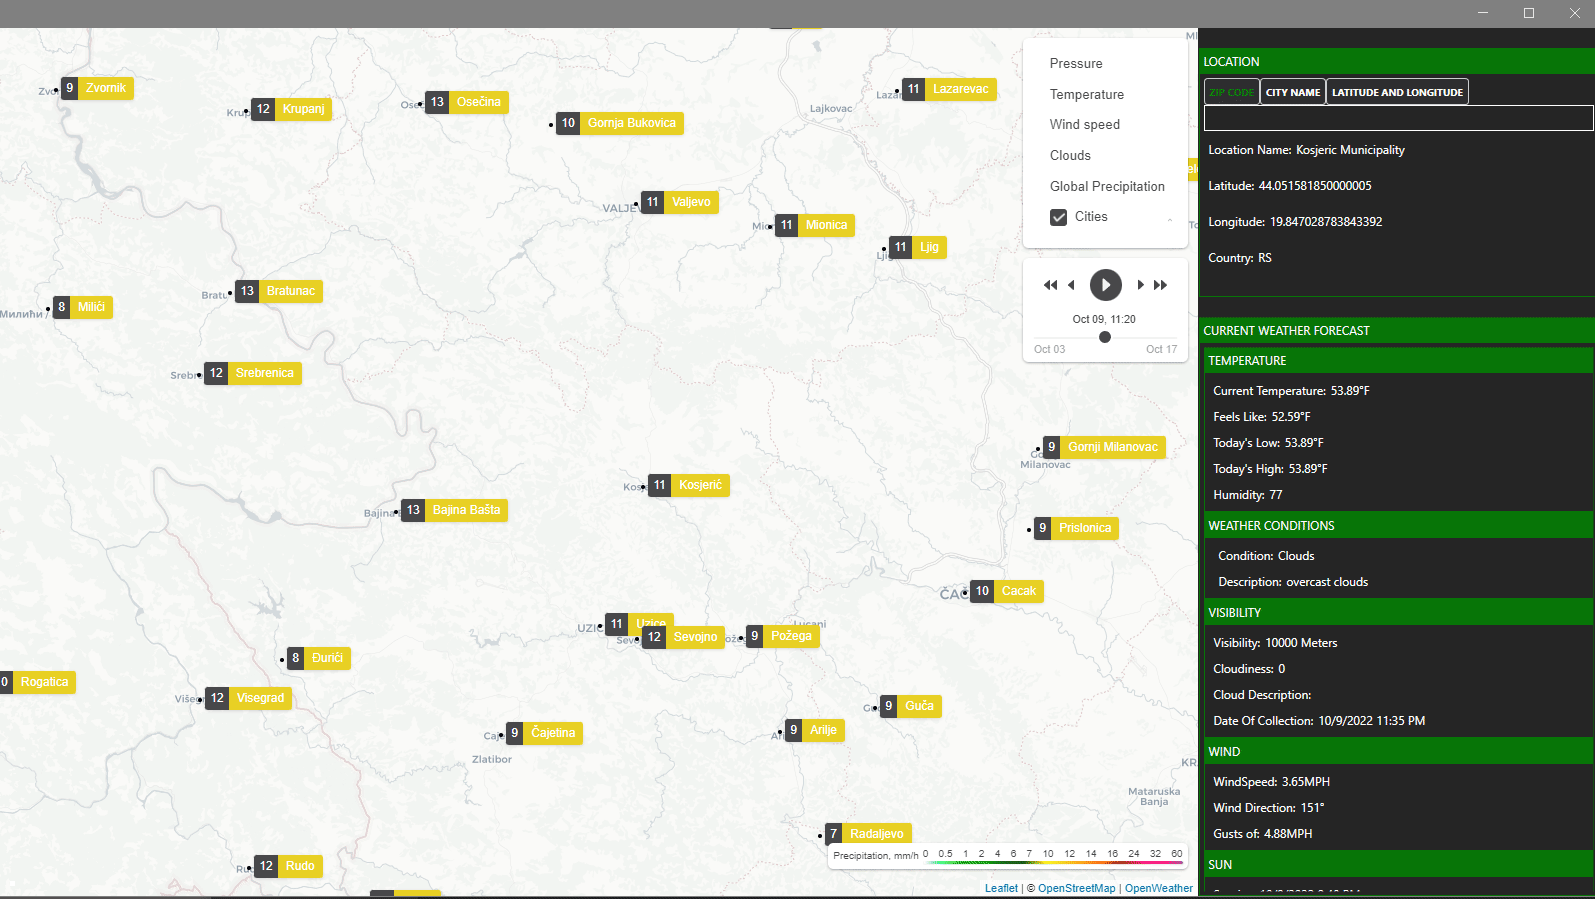 9 Zvornik
12 Krupanj
13 Osečina
10 Gornja Bukovica
11 Lazarevac
Lajkovac
VALJEV
11 Valjevo
11 Mionica
11 Ljig
Bratu
13 Bratunac
8 Milići
Милићи /
12 Srebrenica
9 Gornji Milanovac
Milanovac
11 Kosjerić
Bajina
13 Bajina Bašta
9 Prislonica
10 Cacak
UZIC
11 Uzice
12 Sevojno
9 Požega
Lucani
8 Đurići
0 Rogatica
12 Visegrad
9 Guča
9 Čajetina
Zlatibor
9 Arilje
Mataruska
Banja
7 Radaljevo
12 Rudo
Pressure
Temperature
Wind speed
Clouds
Global Precipitation
Cities
Oct 09, 11:20
Oct 03 Oct 17
Precipitation, mm/h 0 0.5 1 2 4 6 7 10 12 14 16 24 32 60
Leaflet | © OpenStreetMap | OpenWeather
LOCATION
ZIP CODE CITY NAME LATITUDE AND LONGITUDE
Location Name: Kosjeric Municipality
Latitude: 44.051581850000005
Longitude: 19.847028783843392
Country: RS
CURRENT WEATHER FORECAST
TEMPERATURE
Current Temperature: 53.89°F
Feels Like: 52.59°F
Today's Low: 53.89°F
Today's High: 53.89°F
Humidity: 77
WEATHER CONDITIONS
Condition: Clouds
Description: overcast clouds
VISIBILITY
Visibility: 10000 Meters
Cloudiness: 0
Cloud Description:
Date Of Collection: 10/9/2022 11:35 PM
WIND
WindSpeed: 3.65MPH
Wind Direction: 151°
Gusts of: 4.88MPH
SUN